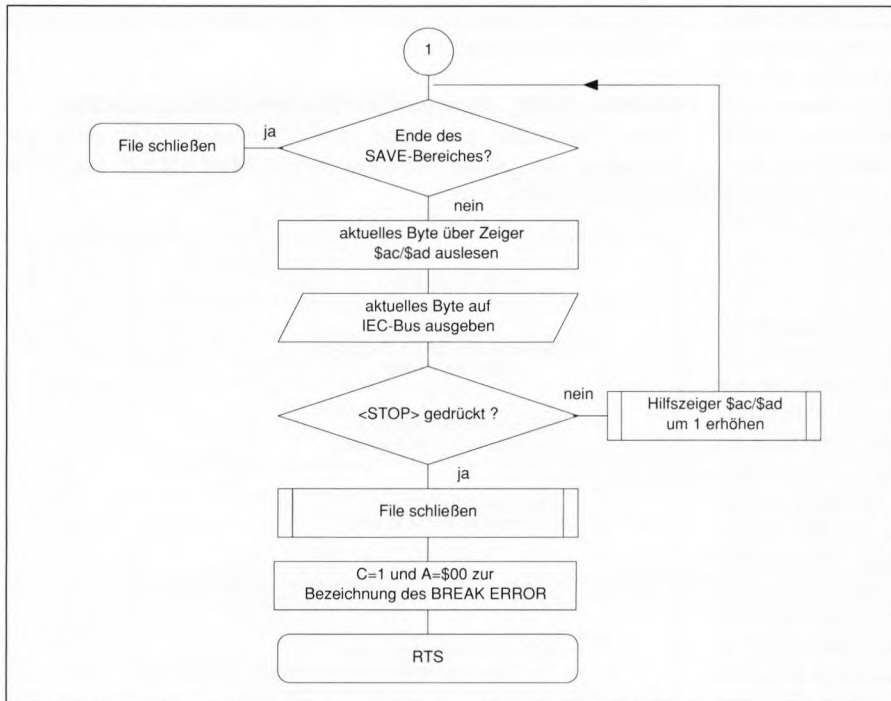 1
Ende des
SAVE-Bereiches?
ja
File schließen
nein
aktuelles Byte über Zeiger
$ac/$ad auslesen
aktuelles Byte auf
IEC-Bus ausgeben
<STOP> gedrückt ?
nein
Hilfszeiger $ac/$ad
um 1 erhöhen
ja
File schließen
C=1 und A=$00 zur
Bezeichnung des BREAK ERROR
RTS